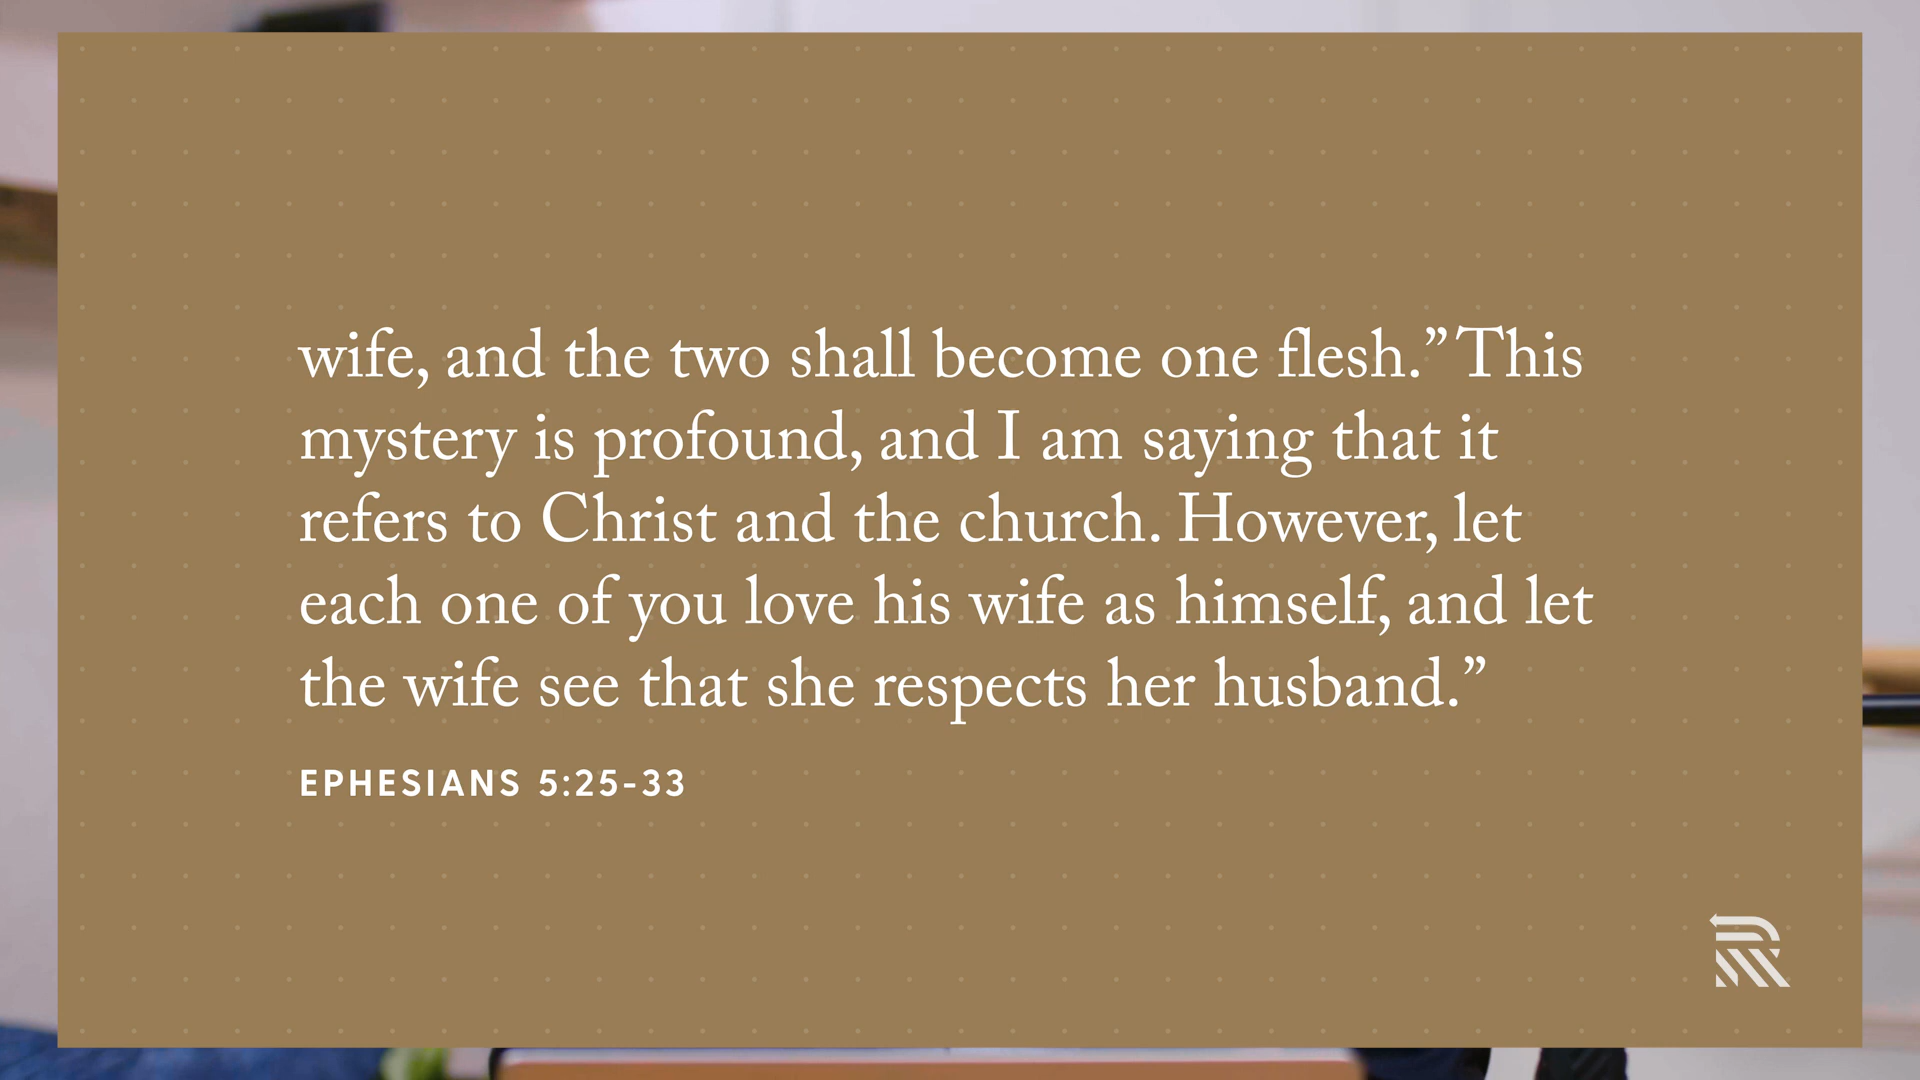 wife, and the two shall become one flesh.” This
mystery is profound, and I am saying that it
refers to Christ and the church. However, let
each one of you love his wife as himself, and let
the wife see that she respects her husband.”
EPHESIANS 5:25-33